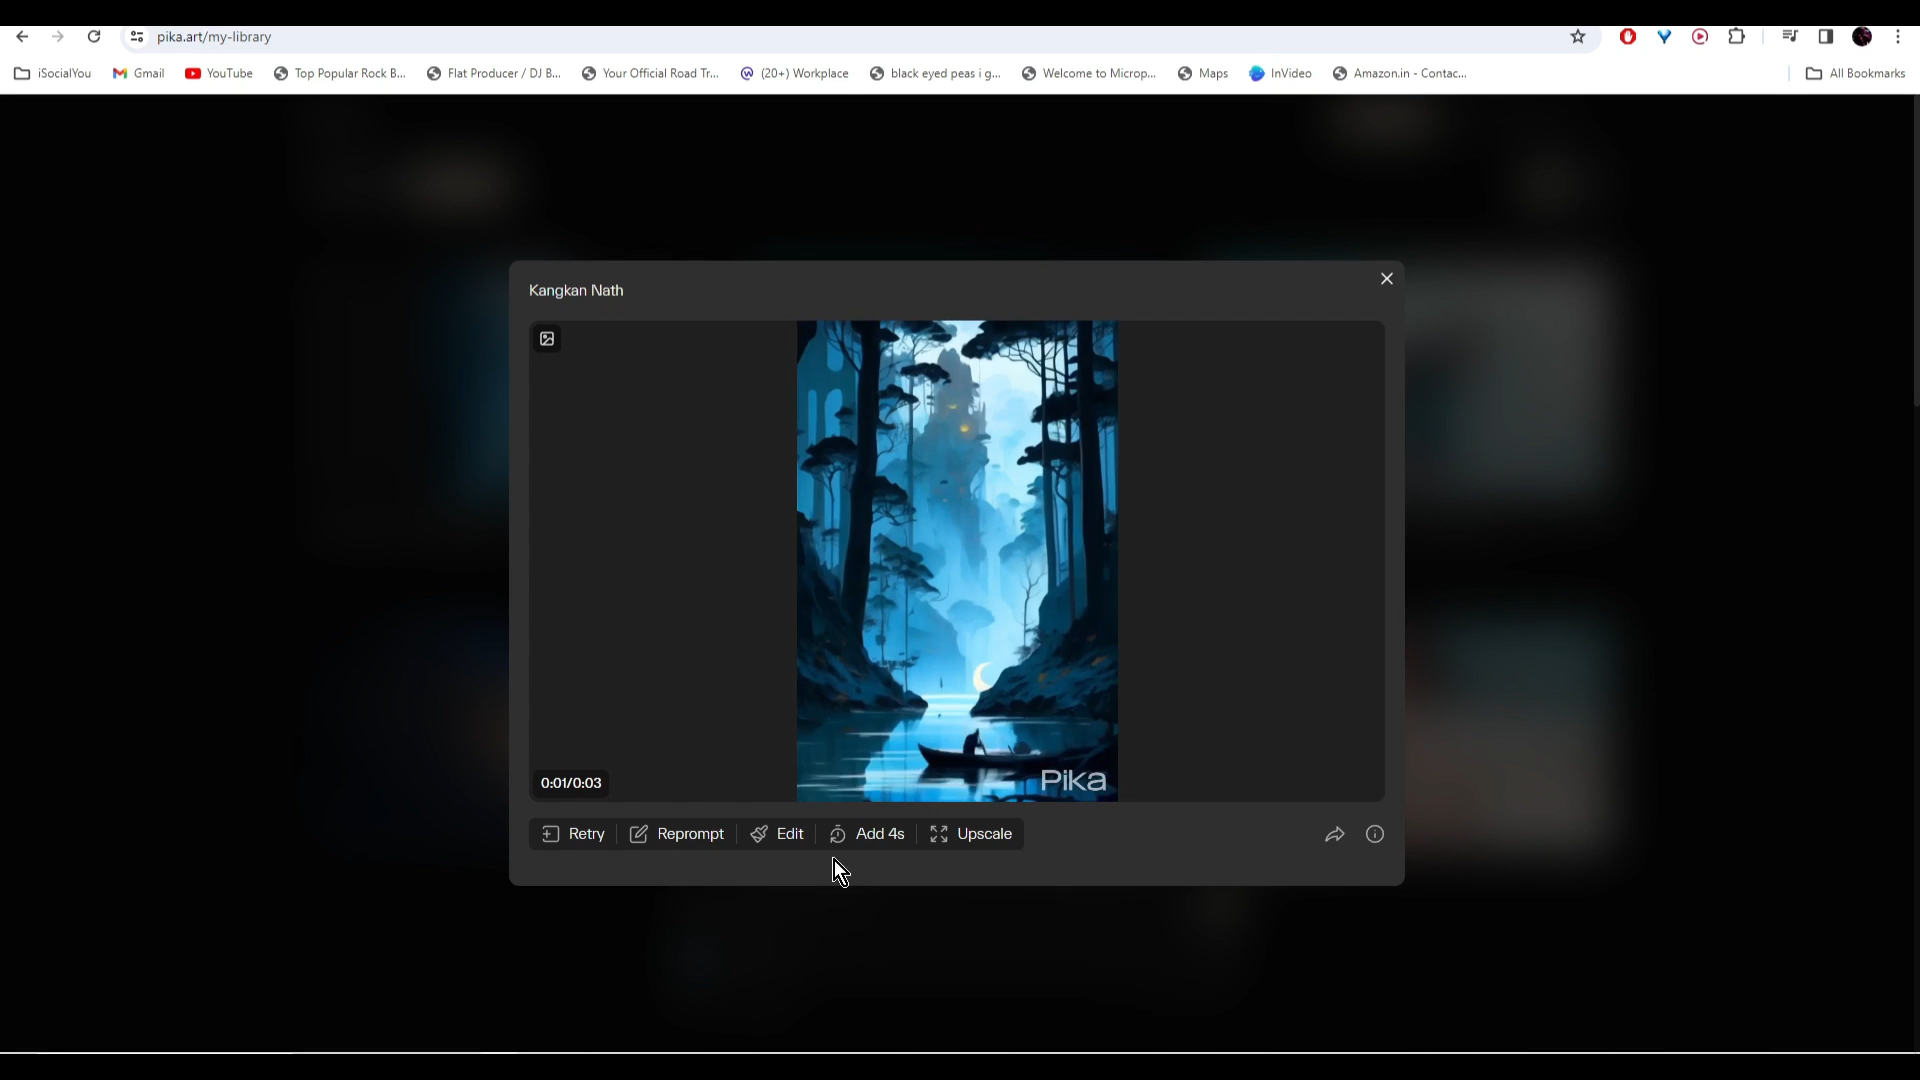 pika.art/my-library
iSocialYou Gmail YouTube Top Popular Rock B... Flat Producer / DJ B... Your Official Road Tr... (20+) Workplace black eyed peas i g... Welcome to Microp... Maps InVideo Amazon.in - Contac... All Bookmarks
Kangkan Nath
Pika
0:01/0:03
Retry Reprompt Edit Add 4s Upscale